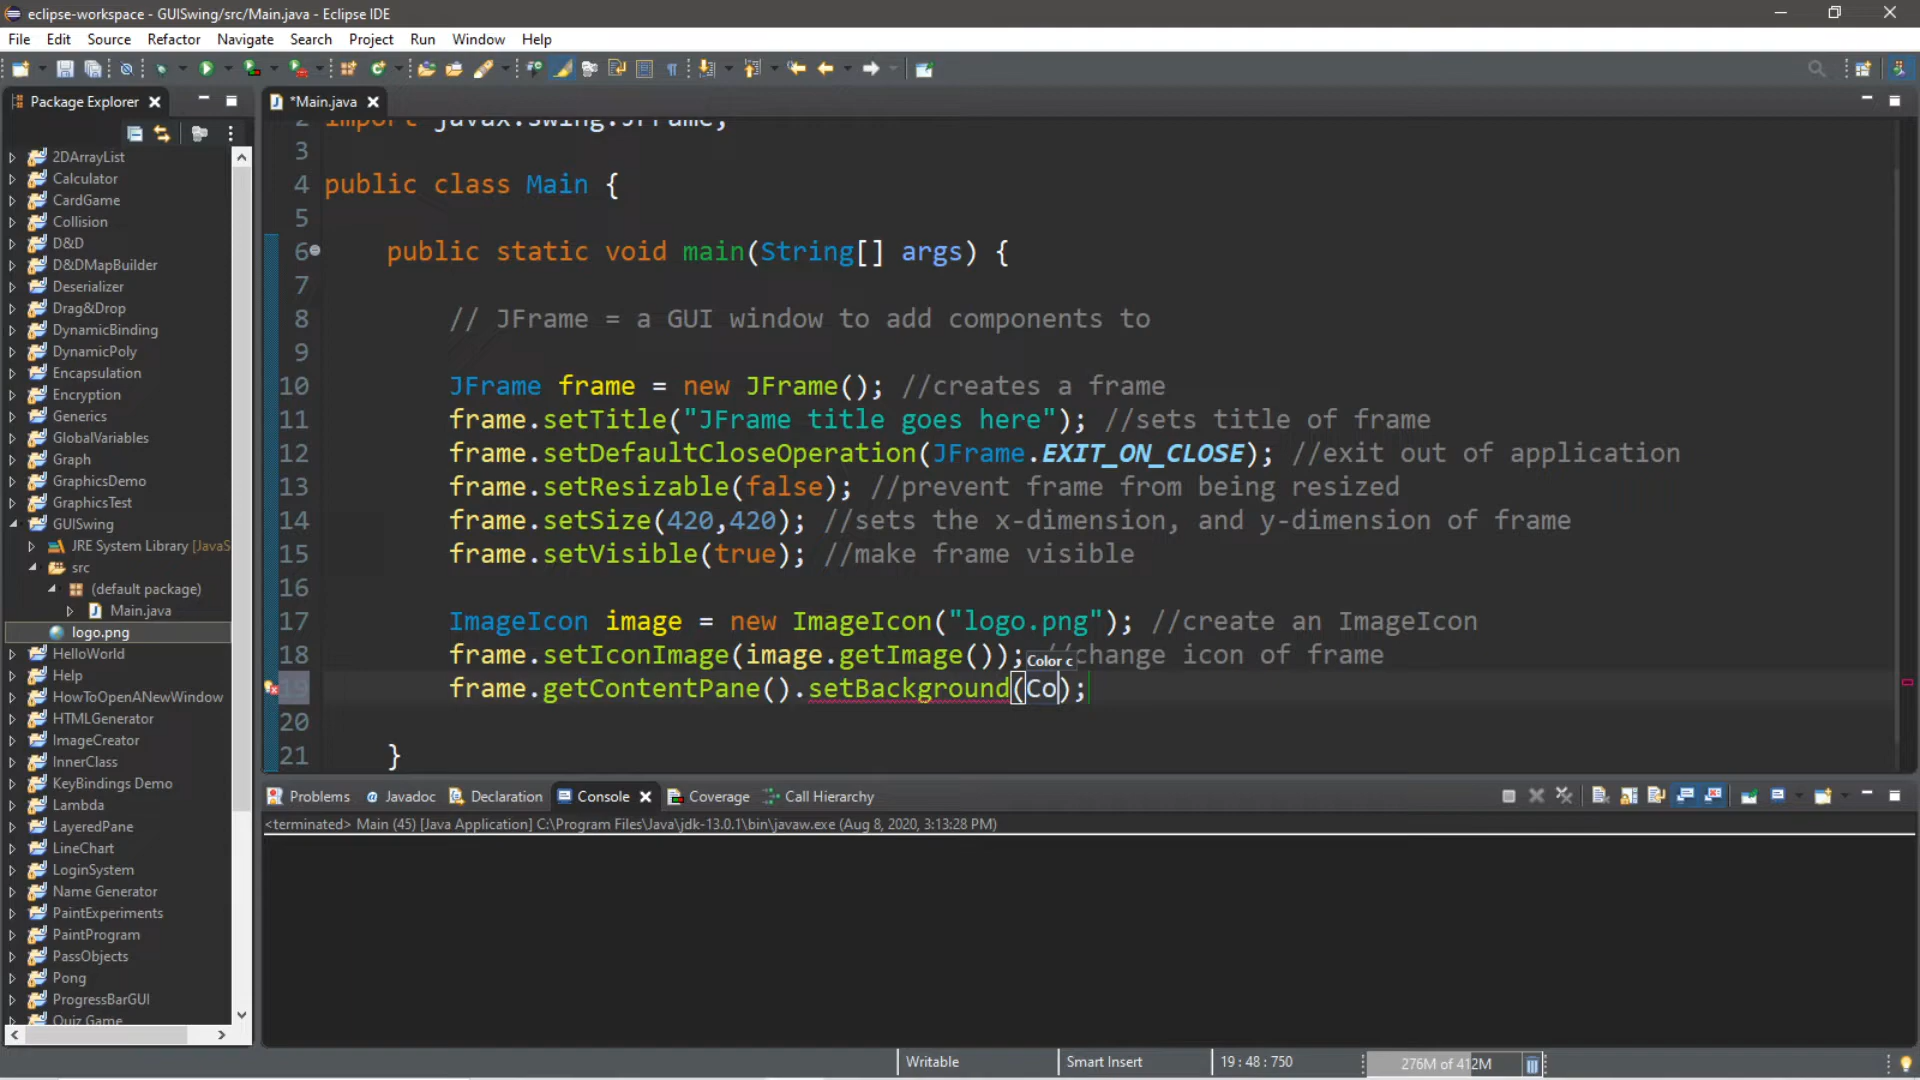 eclipse-workspace - GUISwing/src/Main.java - Eclipse IDE
File Edit Source Refactor Navigate Search Project Run Window Help
Package Explorer
*Main.java
2DArrayList
Calculator
CardGame
Collision
D&D
D&DMapBuilder
Deserializer
Drag&Drop
DynamicBinding
DynamicPoly
Encapsulation
Encryption
Generics
GlobalVariables
Graph
GraphicsDemo
GraphicsTest
GUISwing
JRE System Library [JavaS
src
(default package)
Main.java
logo.png
HelloWorld
Help
HowToOpenANewWindow
HTMLGenerator
ImageCreator
InnerClass
KeyBindings Demo
Lambda
LayeredPane
LineChart
LoginSystem
Name Generator
PaintExperiments
PaintProgram
PassObjects
Pong
ProgressBarGUI
Quiz Game
2 import javax.swing.JFrame;
3
4 public class Main {
5
6 public static void main(String[] args) {
7
8 // JFrame = a GUI window to add components to
9
10 JFrame frame = new JFrame(); //creates a frame
11 frame.setTitle("JFrame title goes here"); //sets title of frame
12 frame.setDefaultCloseOperation(JFrame.EXIT_ON_CLOSE); //exit out of application
13 frame.setResizable(false); //prevent frame from being resized
14 frame.setSize(420,420); //sets the x-dimension, and y-dimension of frame
15 frame.setVisible(true); //make frame visible
16
17 ImageIcon image = new ImageIcon("logo.png"); //create an ImageIcon
18 frame.setIconImage(image.getImage()); //change icon of frame
Color c
19 frame.getContentPane().setBackground(Co);
20
21 }
Problems Javadoc Declaration Console Coverage Call Hierarchy
<terminated> Main (45) [Java Application] C:\Program Files\Java\jdk-13.0.1\bin\javaw.exe (Aug 8, 2020, 3:13:28 PM)
Writable Smart Insert 19 : 48 : 750 276M of 412M